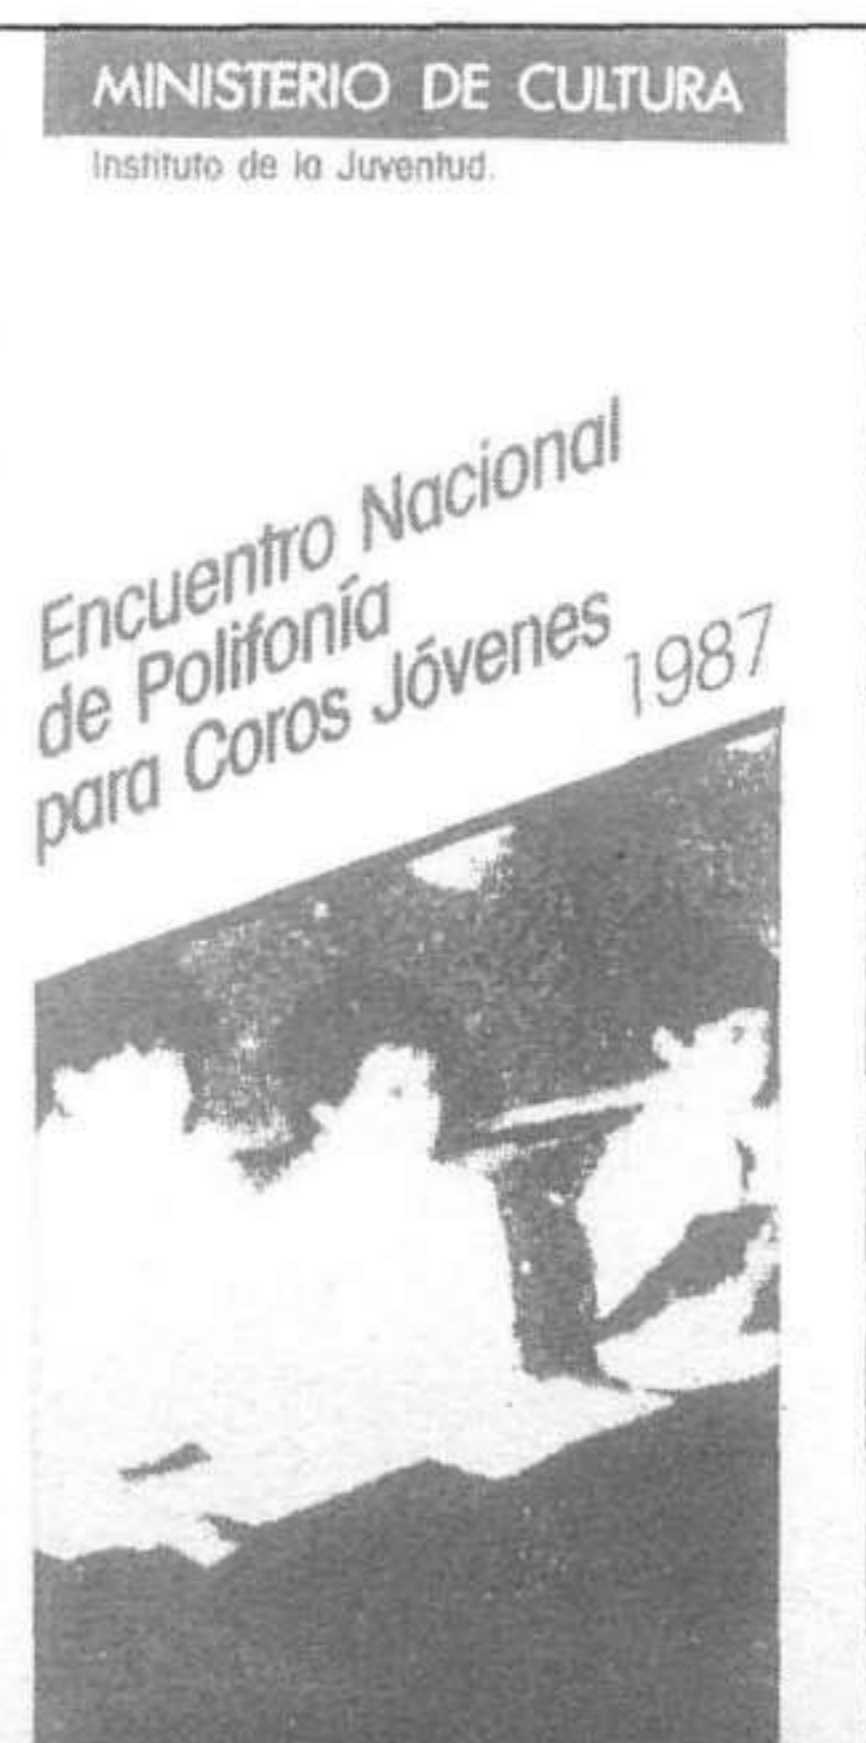 MINISTERIO DE CULTURA
Instituto de la Juventud.
Encuentro Nacional
de Polifonía
para Coros Jóvenes
1987